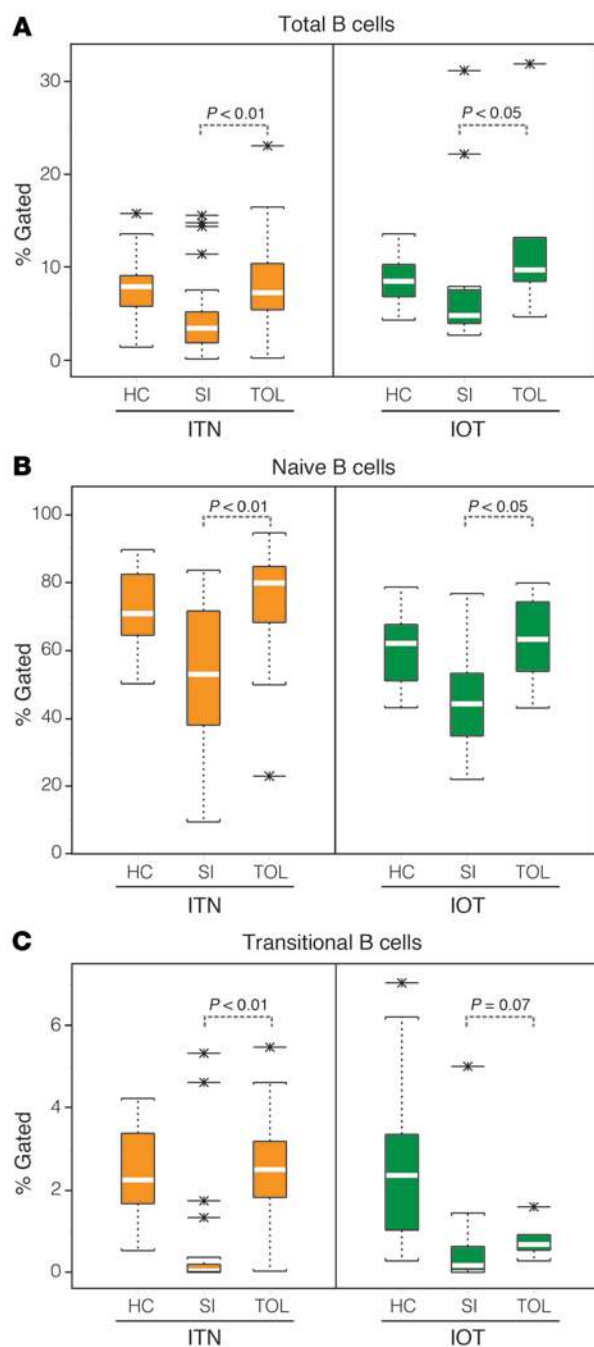 A Total B cells
30
20
10
0
% Gated
P < 0.01
P < 0.05
HC SI TOL HC SI TOL
ITN IOT
B Naive B cells
100
80
60
40
20
0
% Gated
P < 0.01
P < 0.05
HC SI TOL HC SI TOL
ITN IOT
C Transitional B cells
6
4
2
0
% Gated
P < 0.01
P = 0.07
HC SI TOL HC SI TOL
ITN IOT